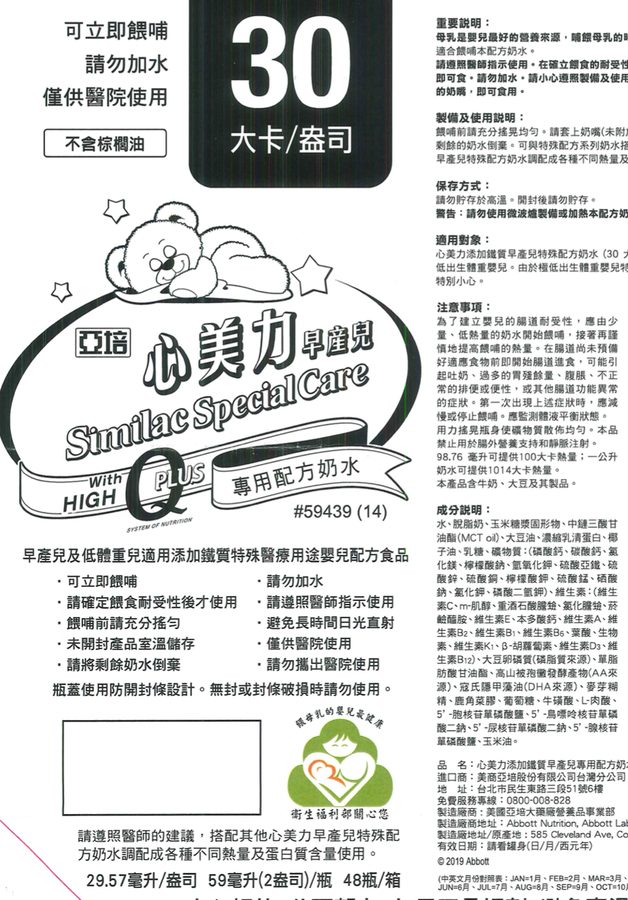 可立即餵哺
請勿加水
僅供醫院使用
不含棕櫚油
30
大卡/盎司
亞培
心美力早產兒
Similac Special Care
With
HIGH
Q
PLUS
專用配方奶水
SYSTEM OF NUTRITION
#59439 (14)
早產兒及低體重兒適用添加鐵質特殊醫療用途嬰兒配方食品
・可立即餵哺
・請勿加水
・請確定餵食耐受性後才使用
・請遵照醫師指示使用
・餵哺前請充分搖勻
・避免長時間日光直射
・未開封產品室溫儲存
・僅供醫院使用
・請將剩餘奶水倒棄
・請勿攜出醫院使用
瓶蓋使用防開封條設計。無封或封條破損時請勿使用。
餵母乳的嬰兒最健康
衛生福利部關心您
請遵照醫師的建議，搭配其他心美力早產兒特殊配
方奶水調配成各種不同熱量及蛋白質含量使用。
29.57毫升/盎司 59毫升(2盎司)/瓶 48瓶/箱
重要説明：
母乳是嬰兒最好的營養來源，哺餵母乳的
適合餵哺本配方奶水。
請遵照醫師指示使用。在確立餵食的耐受性
即可食。請勿加水。請小心遵照製備及使用
的奶嘴，即可食用。
製備及使用説明：
餵哺前請充分搖晃均勻。請套上奶嘴(未附
剩餘的奶水倒棄。可與特殊配方系列奶水搭
早產兒特殊配方奶水調配成各種不同熱量及
保存方式：
請勿貯存於高溫。開封後請勿貯存。
警告：請勿使用微波爐製備或加熱本配方奶
適用對象：
心美力添加鐵質早產兒特殊配方奶水 (30 大
低出生體重嬰兒。由於極低出生體重嬰兒特
特別小心。
注意事項：
為了建立嬰兒的腸道耐受性，應由少
量、低熱量的奶水開始餵哺，接著再謹
慎地提高餵哺的熱量。在腸道尚未預備
好適應食物前即開始腸道進食，可能引
起吐奶、過多的胃殘餘量、腹脹、不正
常的排便或便性，或其他腸道功能異常
的症狀。第一次出現上述症狀時，應減
慢或停止餵哺。應監測體液平衡狀態。
用力搖晃瓶身使礦物質散佈均勻。本品
禁止用於腸外營養支持和靜脈注射。
98.76 毫升可提供100大卡熱量；一公升
奶水可提供1014大卡熱量。
本產品含牛奶、大豆及其製品。
成分説明：
水、脫脂奶、玉米糖漿固形物、中鏈三酸甘
油酯(MCT oil)、大豆油、濃縮乳清蛋白、椰
子油、乳糖、礦物質：(磷酸鈣、碳酸鈣、氯
化鎂、檸檬酸鈉、氫氧化鉀、硫酸亞鐵、硫
酸鋅、硫酸銅、檸檬酸鉀、硫酸錳、硒酸
鈉、氯化鉀、磷酸二氫鉀)、維生素：(維生
素C、m-肌醇、重酒石酸膽鹼、氯化膽鹼、菸
鹼醯胺、維生素E、本多酸鈣、維生素A、維
生素B2、維生素B1、維生素B6、葉酸、生物
素、維生素K1、β-胡蘿蔔素、維生素D3、維
生素B12)、大豆卵磷質(磷脂質來源)、單脂
肪酸甘油酯、高山被孢黴發酵產物(AA來
源)、寇氏隱甲藻油(DHA來源)、麥芽糊
精、鹿角菜膠、葡萄糖、牛磺酸、L-肉酸、
5'-胞核苷單磷酸鹽、5'-鳥嘌呤核苷單磷
酸二鈉、5'-尿核苷單磷酸二鈉、5'-腺核苷
單磷酸鹽、玉米油。
品 名：心美力添加鐵質早產兒專用配方奶
進口商：美商亞培股份有限公司台灣分公司
地 址：台北市民生東路三段51號6樓
免費服務專線：0800-008-828
製造廠商：美國亞培大藥廠營養品事業部
製造廠商地址：Abbott Nutrition, Abbott Lab
製造廠地址/原產地：585 Cleveland Ave, Co
有效日期：請看罐身(日/月/西元年)
© 2019 Abbott
(中英文月份對照表：JAN=1月、FEB=2月、MAR=3月、
JUN=6月、JUL=7月、AUG=8月、SEP=9月、OCT=10月